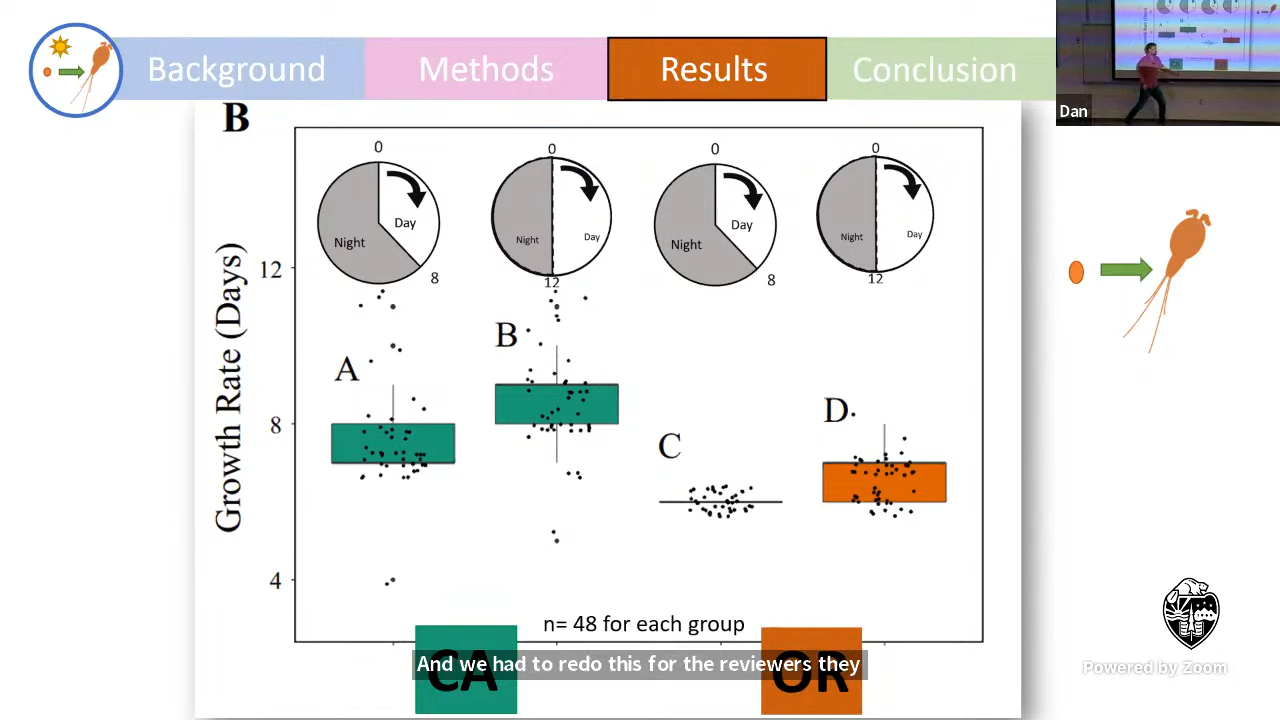 Background
Methods
Results
Conclusion
Dan
B
0
0
0
0
Night
Day
8
Night
Day
12
Night
Day
8
Night
Day
12
Growth Rate (Days)
12
8
4
A
B
C
D
n= 48 for each group
CA
OR
And we had to redo this for the reviewers they
Powered by Zoom